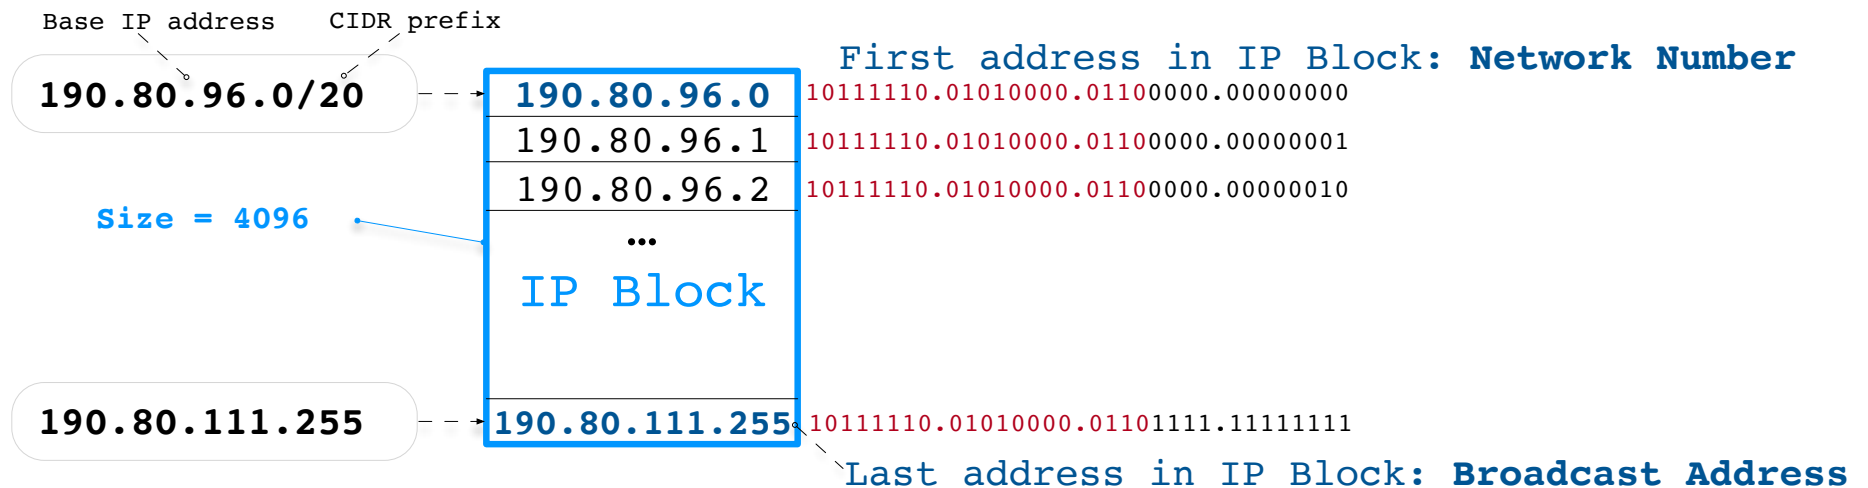 Base IP address
CIDR prefix
190.80.96.0/20
First address in IP Block: Network Number
190.80.96.0
10111110.01010000.01100000.00000000
190.80.96.1
10111110.01010000.01100000.00000001
190.80.96.2
10111110.01010000.01100000.00000010
Size = 4096
...
IP Block
190.80.111.255
190.80.111.255
10111110.01010000.01101111.11111111
Last address in IP Block: Broadcast Address